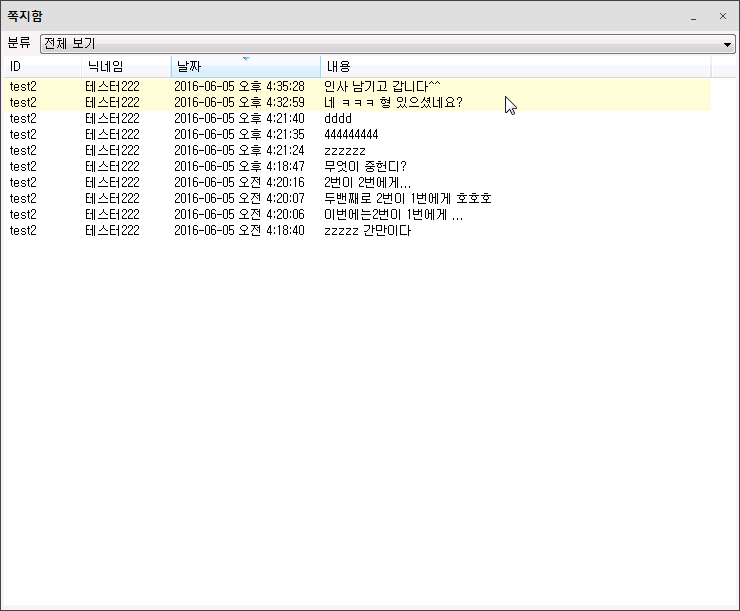 쪽지함
분류 전체 보기
ID 닉네임 날짜 내용
test2 테스터222 2016-06-05 오후 4:35:28 인사 남기고 갑니다^^
test2 테스터222 2016-06-05 오후 4:32:59 네 ㅋㅋㅋ 형 있으셨네요?
test2 테스터222 2016-06-05 오후 4:21:40 dddd
test2 테스터222 2016-06-05 오후 4:21:35 444444444
test2 테스터222 2016-06-05 오후 4:21:24 zzzzzz
test2 테스터222 2016-06-05 오후 4:18:47 무엇이 중헌디?
test2 테스터222 2016-06-05 오전 4:20:16 2번이 2번에게...
test2 테스터222 2016-06-05 오전 4:20:07 두밴째로 2번이 1번에게 호호호
test2 테스터222 2016-06-05 오전 4:20:06 이번에는2번이 1번에게 ...
test2 테스터222 2016-06-05 오전 4:18:40 zzzzz 간만이다